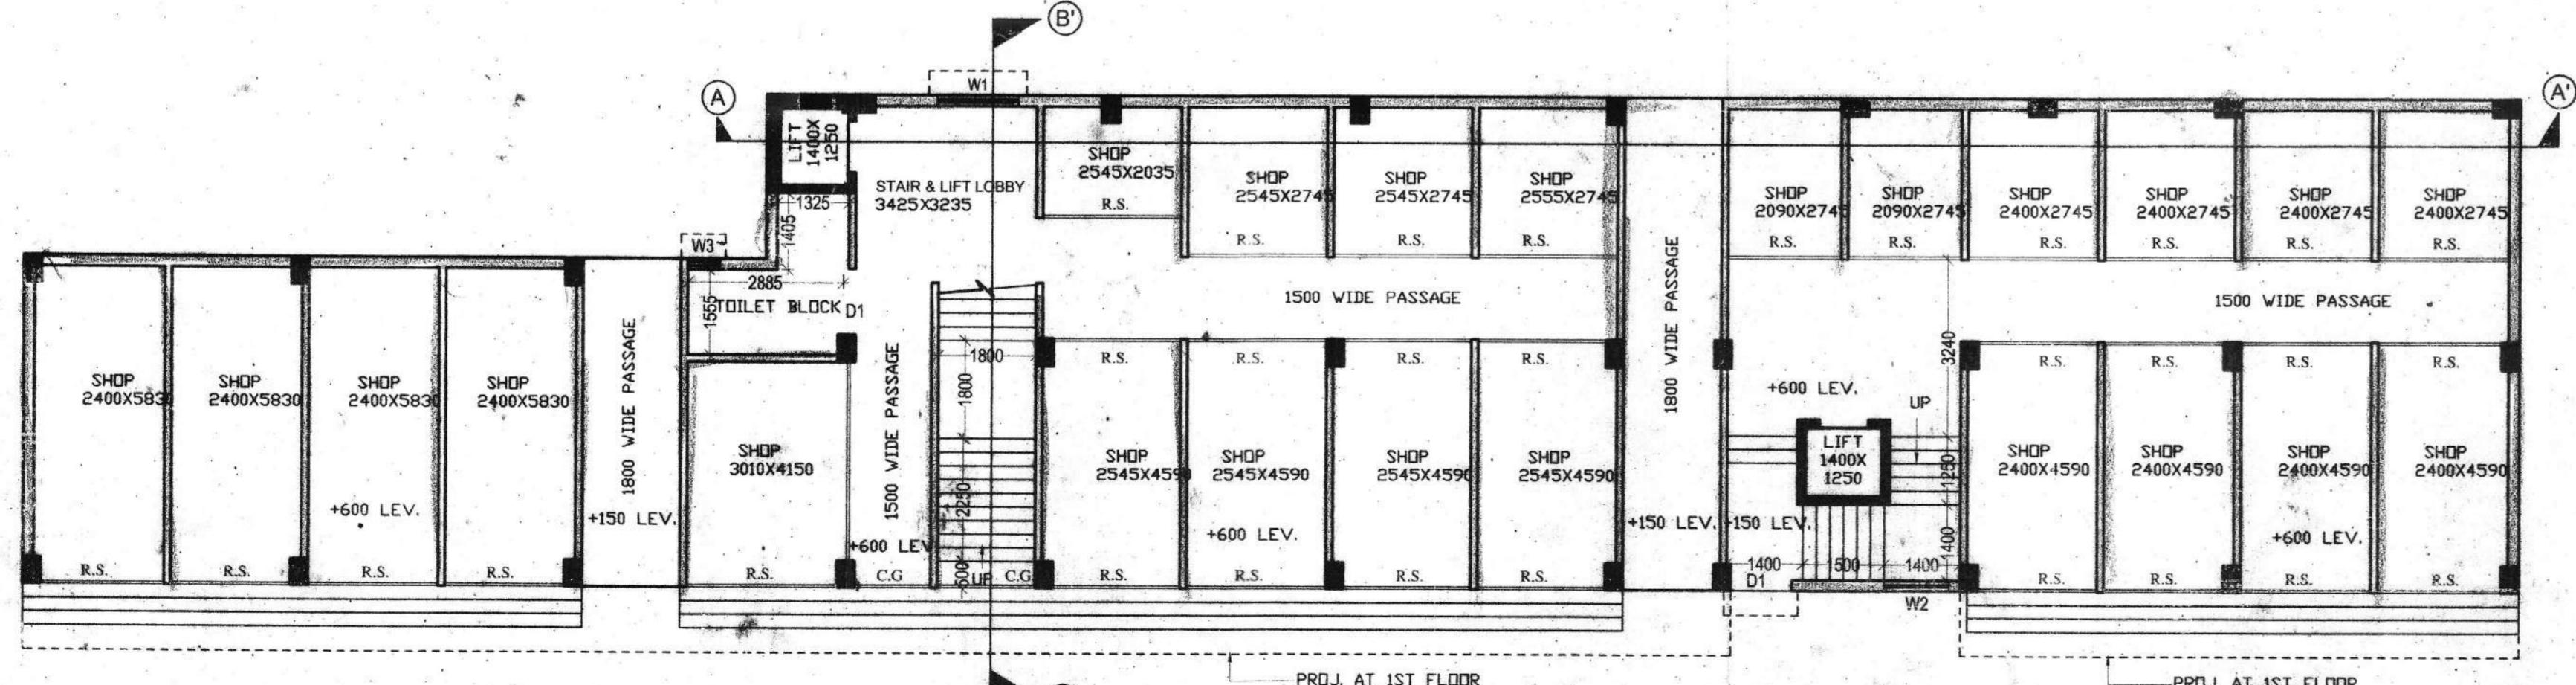 B'
A
A'
W1
LIFT
1400X
1250
STAIR & LIFT LOBBY
3425X3235
1325
1405
W3
2885
1555
TOILET BLOCK
D1
SHOP
2545X2035
R.S.
SHOP
2545X2745
R.S.
SHOP
2545X2745
R.S.
SHOP
2555X2745
R.S.
SHOP
2090X2745
R.S.
SHOP
2090X2745
R.S.
SHOP
2400X2745
R.S.
SHOP
2400X2745
R.S.
SHOP
2400X2745
R.S.
SHOP
2400X2745
R.S.
1500 WIDE PASSAGE
1500 WIDE PASSAGE
SHOP
2400X5830
R.S.
SHOP
2400X5830
R.S.
SHOP
2400X5830
+600 LEV.
R.S.
SHOP
2400X5830
R.S.
1800 WIDE PASSAGE
+150 LEV.
SHOP
3010X4150
R.S.
1500 WIDE PASSAGE
+600 LEV
C.G
1800
1800
2250
600
UP
C.G
R.S.
SHOP
2545X4590
R.S.
R.S.
SHOP
2545X4590
+600 LEV.
R.S.
R.S.
SHOP
2545X4590
R.S.
R.S.
SHOP
2545X4590
R.S.
1800 WIDE PASSAGE
+150 LEV.
+150 LEV.
+600 LEV.
UP
3240
LIFT
1400X
1250
1250
1400
1400
1500
1400
D1
W2
R.S.
SHOP
2400X4590
R.S.
R.S.
SHOP
2400X4590
R.S.
R.S.
SHOP
2400X4590
+600 LEV.
R.S.
R.S.
SHOP
2400X4590
R.S.
PROJ. AT 1ST FLOOR
PROJ. AT 1ST FLOOR